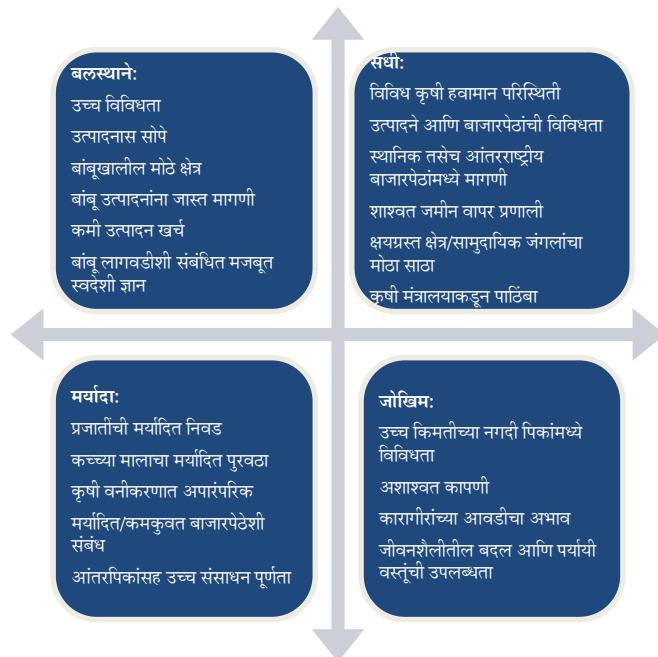 बलस्थाने:
उच्च विविधता
उत्पादनास सोपे
बांबूखालील मोठे क्षेत्र
बांबू उत्पादनांना जास्त मागणी
कमी उत्पादन खर्च
बांबू लागवडीशी संबंधित मजबूत
स्वदेशी ज्ञान
संधी:
विविध कृषी हवामान परिस्थिती
उत्पादने आणि बाजारपेठांची विविधता
स्थानिक तसेच आंतरराष्ट्रीय
बाजारपेठांमध्ये मागणी
शाश्वत जमीन वापर प्रणाली
क्षयग्रस्त क्षेत्र/सामुदायिक जंगलांचा
मोठा साठा
कृषी मंत्रालयाकडून पाठिंबा
मर्यादा:
प्रजातींची मर्यादित निवड
कच्च्या मालाचा मर्यादित पुरवठा
कृषी वनीकरणात अपारंपरिक
मर्यादित/कमकुवत बाजारपेठेशी
संबंध
आंतरपिकांसह उच्च संसाधन पूर्णता
जोखिम:
उच्च किमतीच्या नगदी पिकांमध्ये
विविधता
अशाश्वत कापणी
कारागीरांच्या आवडीचा अभाव
जीवनशैलीतील बदल आणि पर्यायी
वस्तूंची उपलब्धता